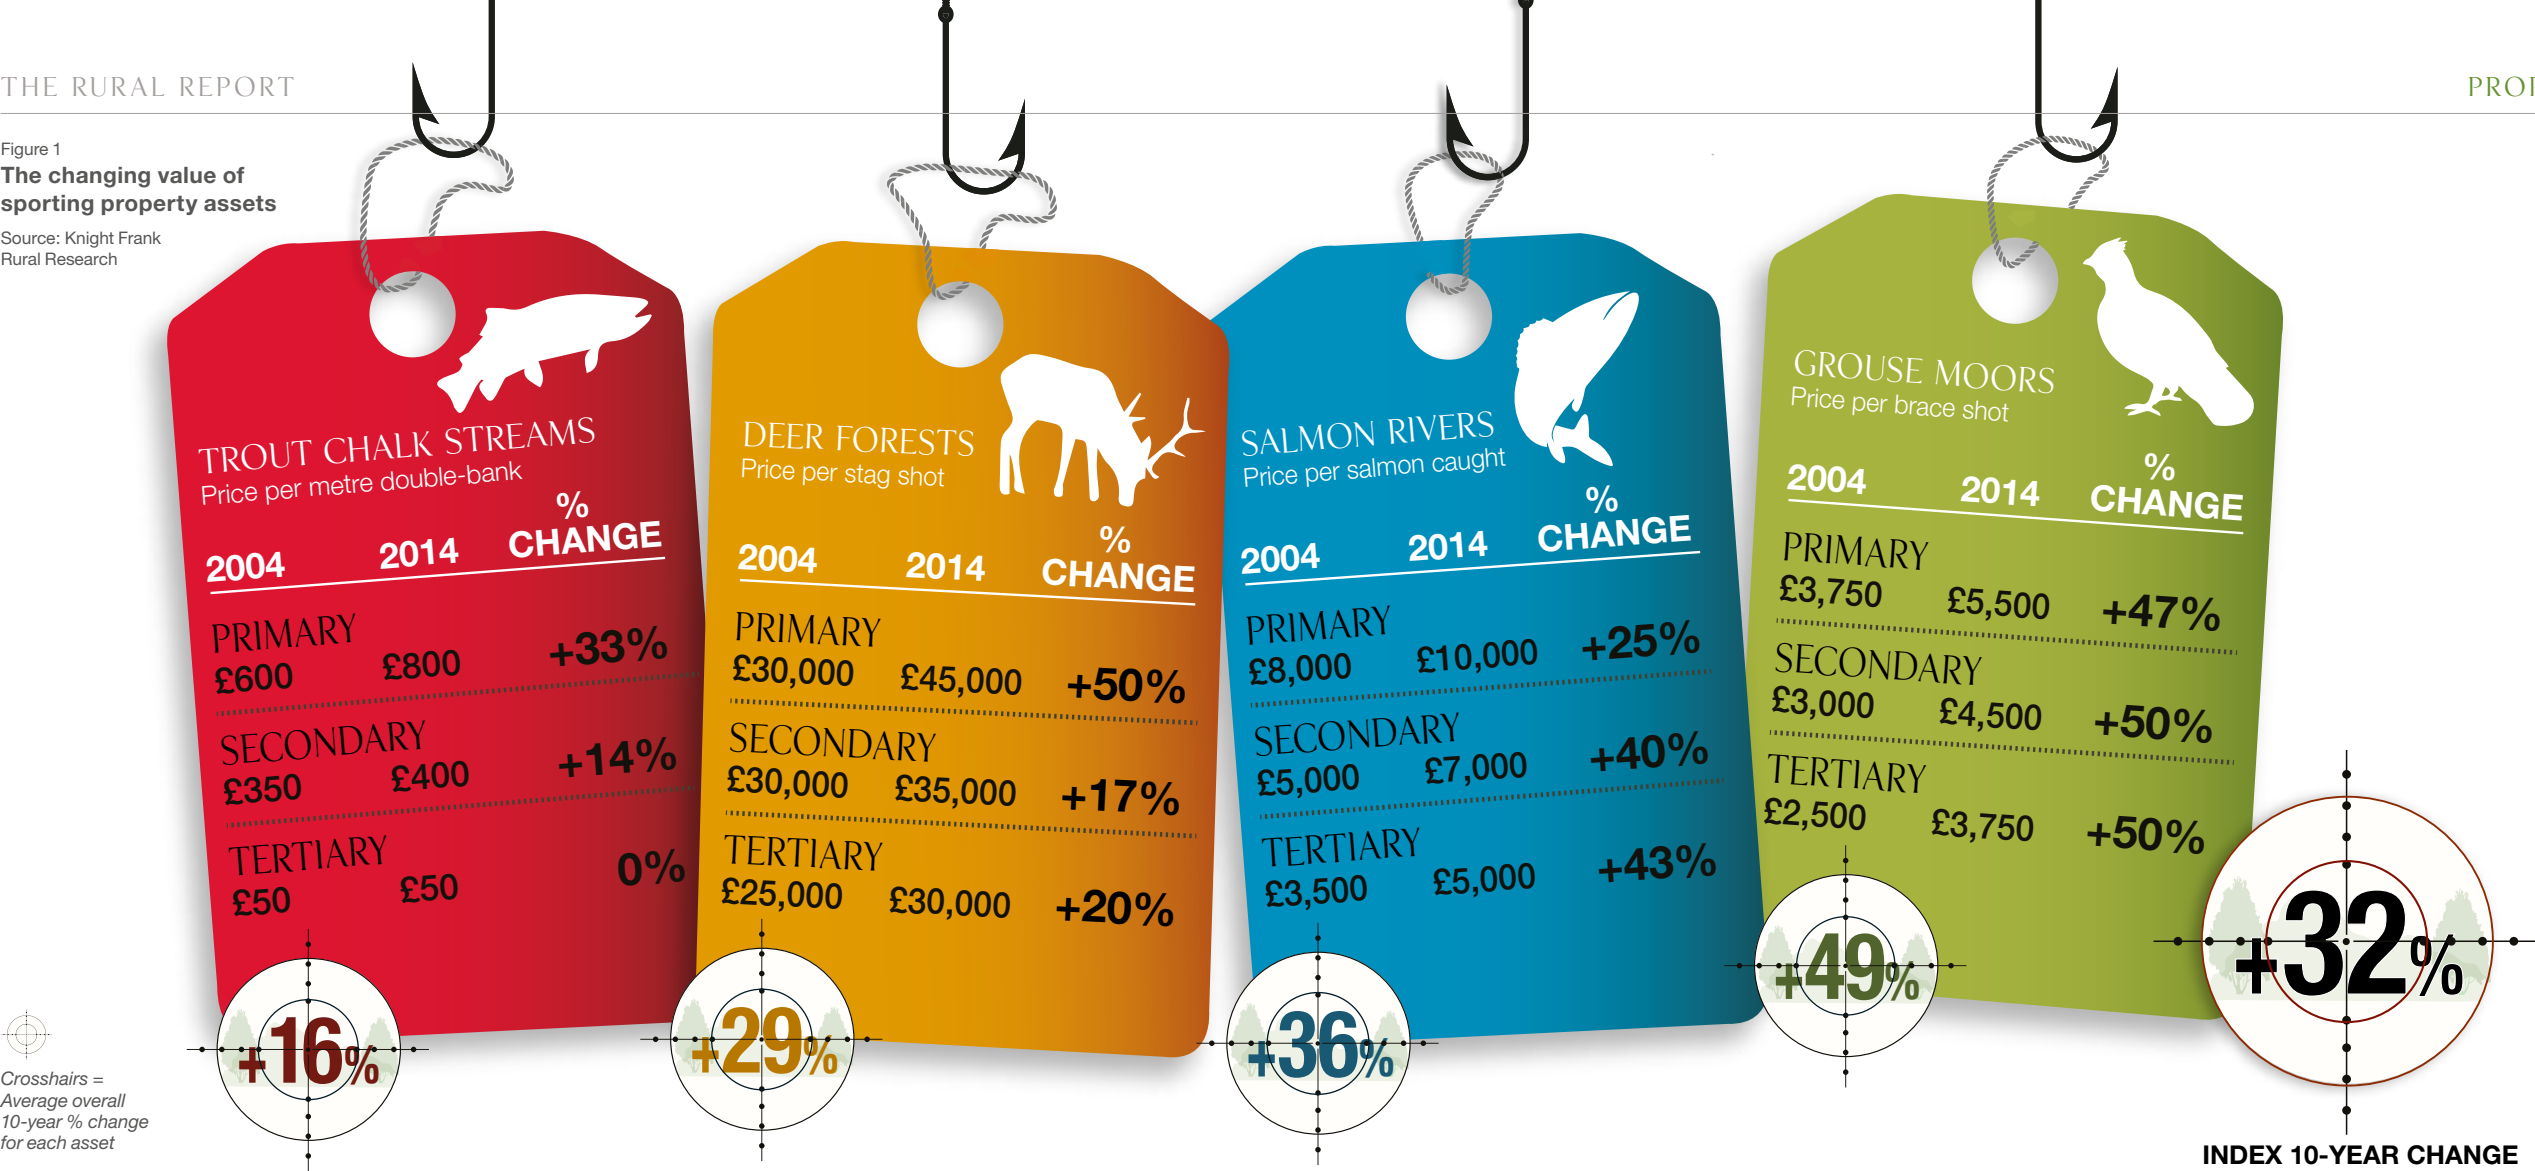 THE RURAL REPORT
Figure 1
The changing value of
sporting property assets
Source: Knight Frank
Rural Research
TROUT CHALK STREAMS
Price per metre double-bank
2004 2014 % CHANGE
PRIMARY
£600 £800 +33%
SECONDARY
£350 £400 +14%
TERTIARY
£50 £50 0%
+16%
DEER FORESTS
Price per stag shot
2004 2014 % CHANGE
PRIMARY
£30,000 £45,000 +50%
SECONDARY
£30,000 £35,000 +17%
TERTIARY
£25,000 £30,000 +20%
+29%
SALMON RIVERS
Price per salmon caught
2004 2014 % CHANGE
PRIMARY
£8,000 £10,000 +25%
SECONDARY
£5,000 £7,000 +40%
TERTIARY
£3,500 £5,000 +43%
+36%
GROUSE MOORS
Price per brace shot
2004 2014 % CHANGE
PRIMARY
£3,750 £5,500 +47%
SECONDARY
£3,000 £4,500 +50%
TERTIARY
£2,500 £3,750 +50%
+49%
+32%
INDEX 10-YEAR CHANGE
Crosshairs =
Average overall
10-year % change
for each asset